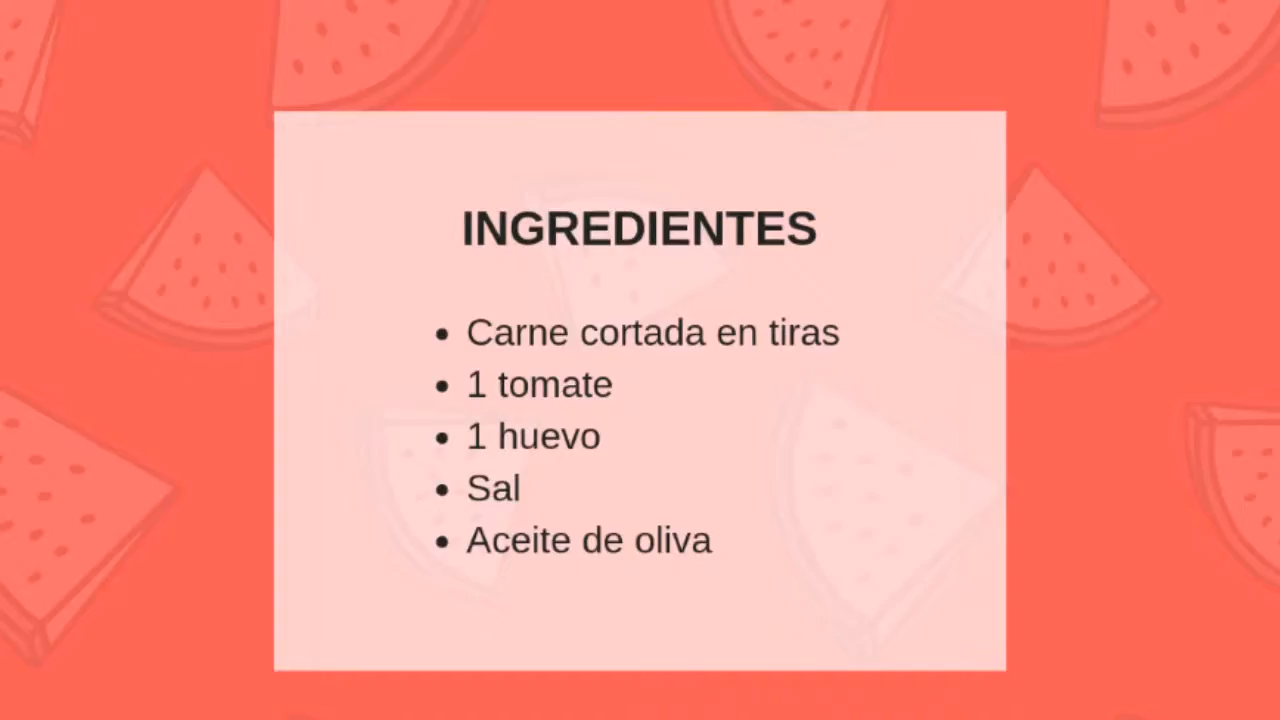 INGREDIENTES
• Carne cortada en tiras
• 1 tomate
• 1 huevo
• Sal
• Aceite de oliva